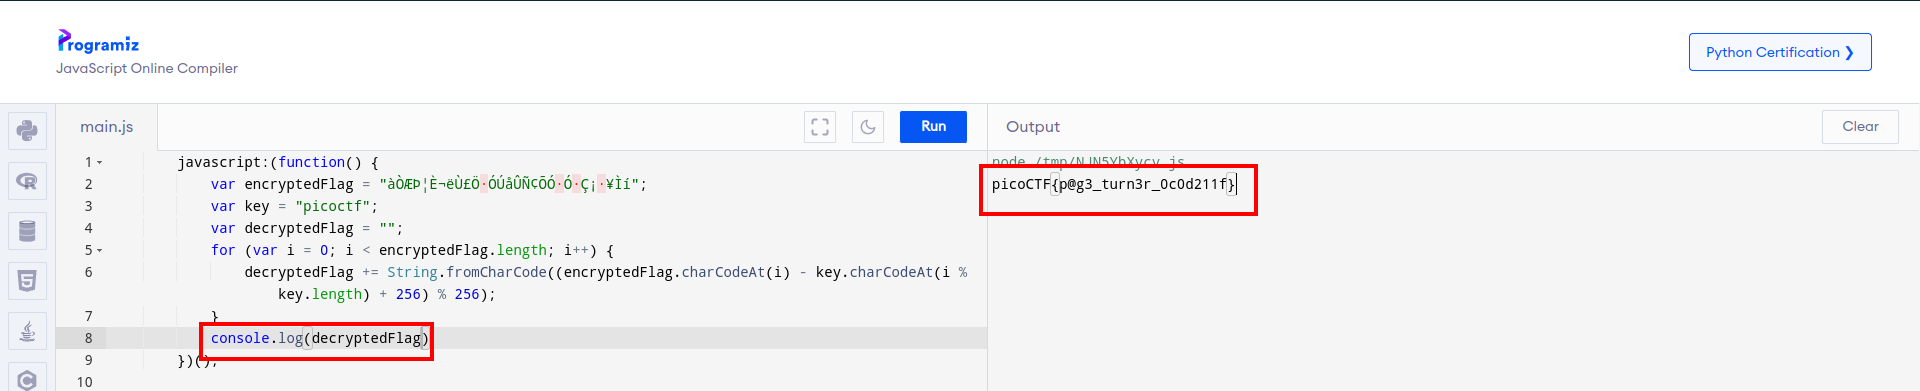 Programiz
JavaScript Online Compiler
Python Certification ❯
main.js
Run
Output
Clear
1 javascript:(function() {
2 var encryptedFlag = "àÒÆÞ¦È¬ëÙ£Ö·ÓÚåÛÑ¢ÕÓ·Ó·Ç¡·¥Ìí";
3 var key = "picoctf";
4 var decryptedFlag = "";
5 for (var i = 0; i < encryptedFlag.length; i++) {
6 decryptedFlag += String.fromCharCode((encryptedFlag.charCodeAt(i) - key.charCodeAt(i %
key.length) + 256) % 256);
7 }
8 console.log(decryptedFlag)
9 })();
10
node /tmp/NJN5YhXycy.js
picoCTF{p@g3_turn3r_0c0d211f}